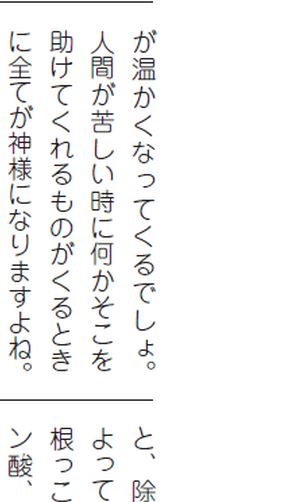 が温かくなってくるでしょ。
人間が苦しい時に何かそこを
助けてくれるものがくるとき
に全てが神様になりますよね。
と、除
よって
根っこ
ン酸、